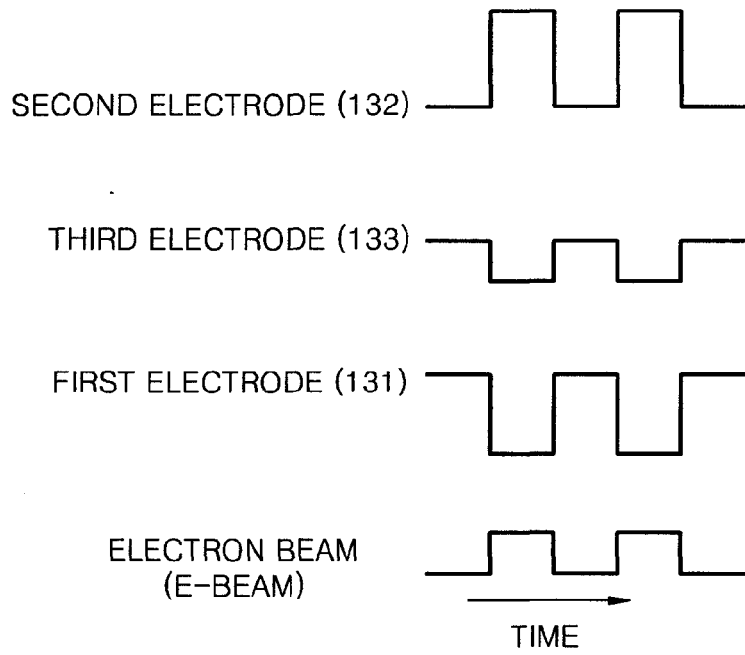 SECOND ELECTRODE (132)
THIRD ELECTRODE (133)
FIRST ELECTRODE (131)
ELECTRON BEAM
(E-BEAM)
TIME